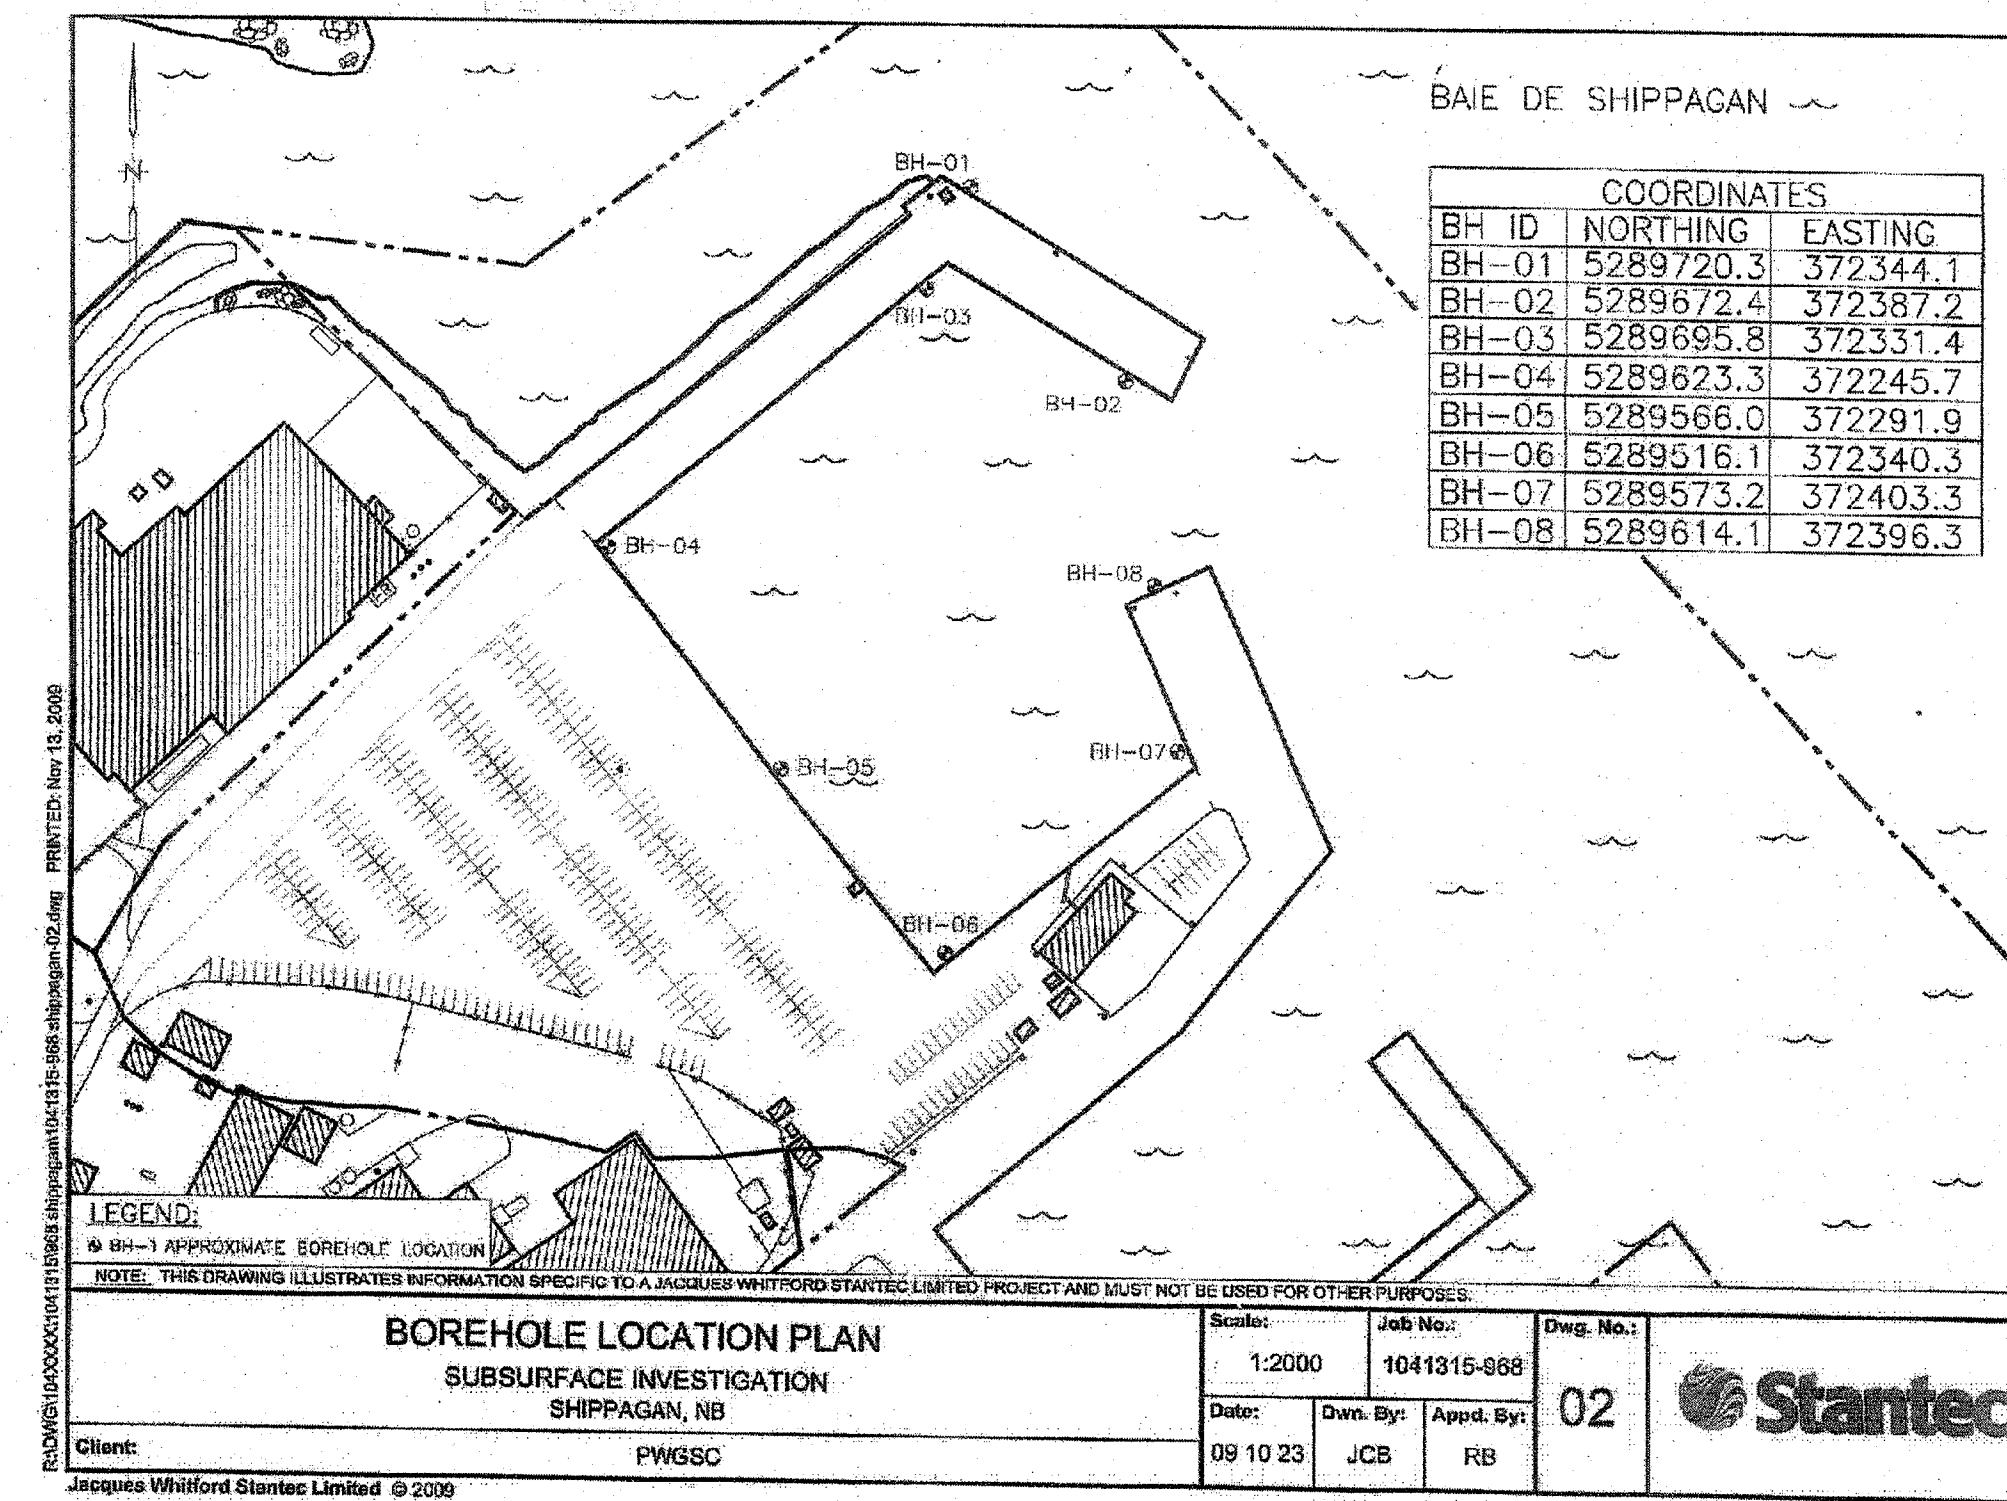 BAIE DE SHIPPAGAN
N
BH-01
BH-03
BH-02
BH-04
BH-08
BH-07
BH-05
BH-06
COORDINATES
BH ID NORTHING EASTING
BH-01 5289720.3 372344.1
BH-02 5289672.4 372387.2
BH-03 5289695.8 372331.4
BH-04 5289623.3 372245.7
BH-05 5289566.0 372291.9
BH-06 5289516.1 372340.3
BH-07 5289573.2 372403.3
BH-08 5289614.1 372396.3
LEGEND:
BH-1 APPROXIMATE BOREHOLE LOCATION
NOTE: THIS DRAWING ILLUSTRATES INFORMATION SPECIFIC TO A JACQUES WHITFORD STANTEC LIMITED PROJECT AND MUST NOT BE USED FOR OTHER PURPOSES.
BOREHOLE LOCATION PLAN
SUBSURFACE INVESTIGATION
SHIPPAGAN, NB
Client: PWGSC
Scale: 1:2000
Job No.: 1041315-968
Date: 09 10 23
Dwn. By: JCB
Appd. By: RB
Dwg. No.: 02
Stantec
Jacques Whitford Stantec Limited © 2009
PRINTED: Nov 13, 2009